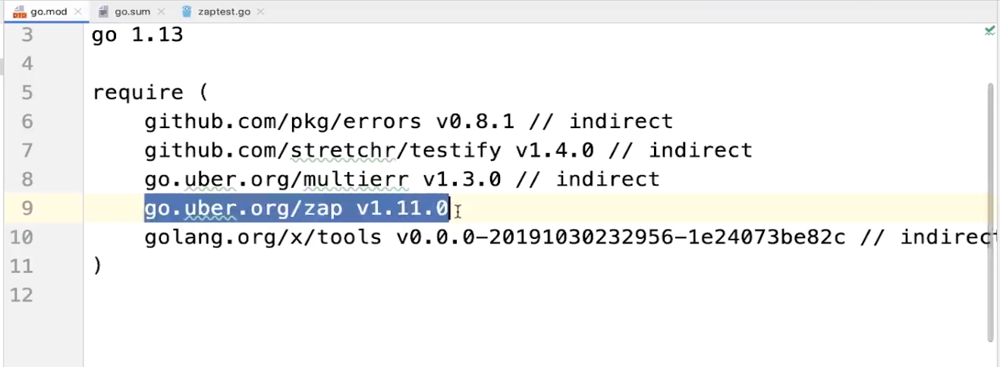 go.mod go.sum zaptest.go
3 go 1.13
4
5 require (
6 github.com/pkg/errors v0.8.1 // indirect
7 github.com/stretchr/testify v1.4.0 // indirect
8 go.uber.org/multierr v1.3.0 // indirect
9 go.uber.org/zap v1.11.0
10 golang.org/x/tools v0.0.0-20191030232956-1e24073be82c // indirect
11 )
12